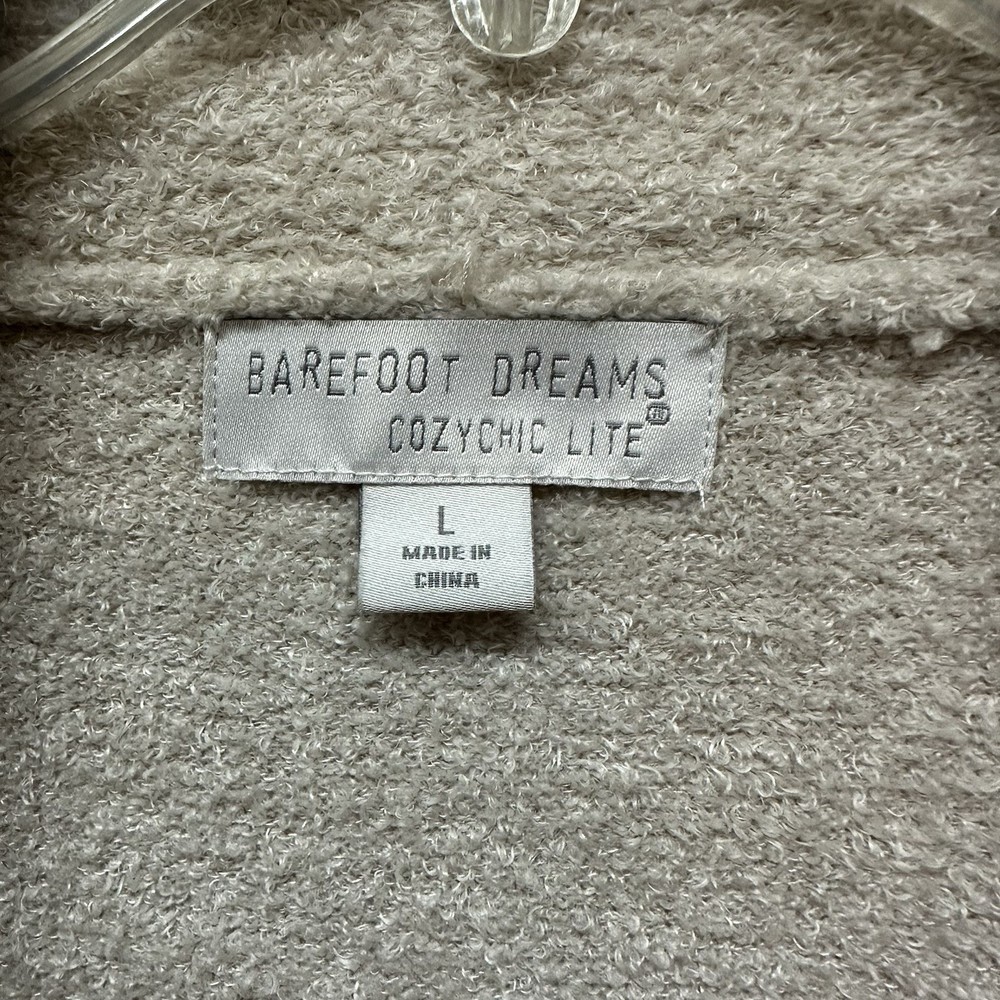 BAREFOOT DREAMS
COZYCHIC LITE®
L
MADE IN
CHINA